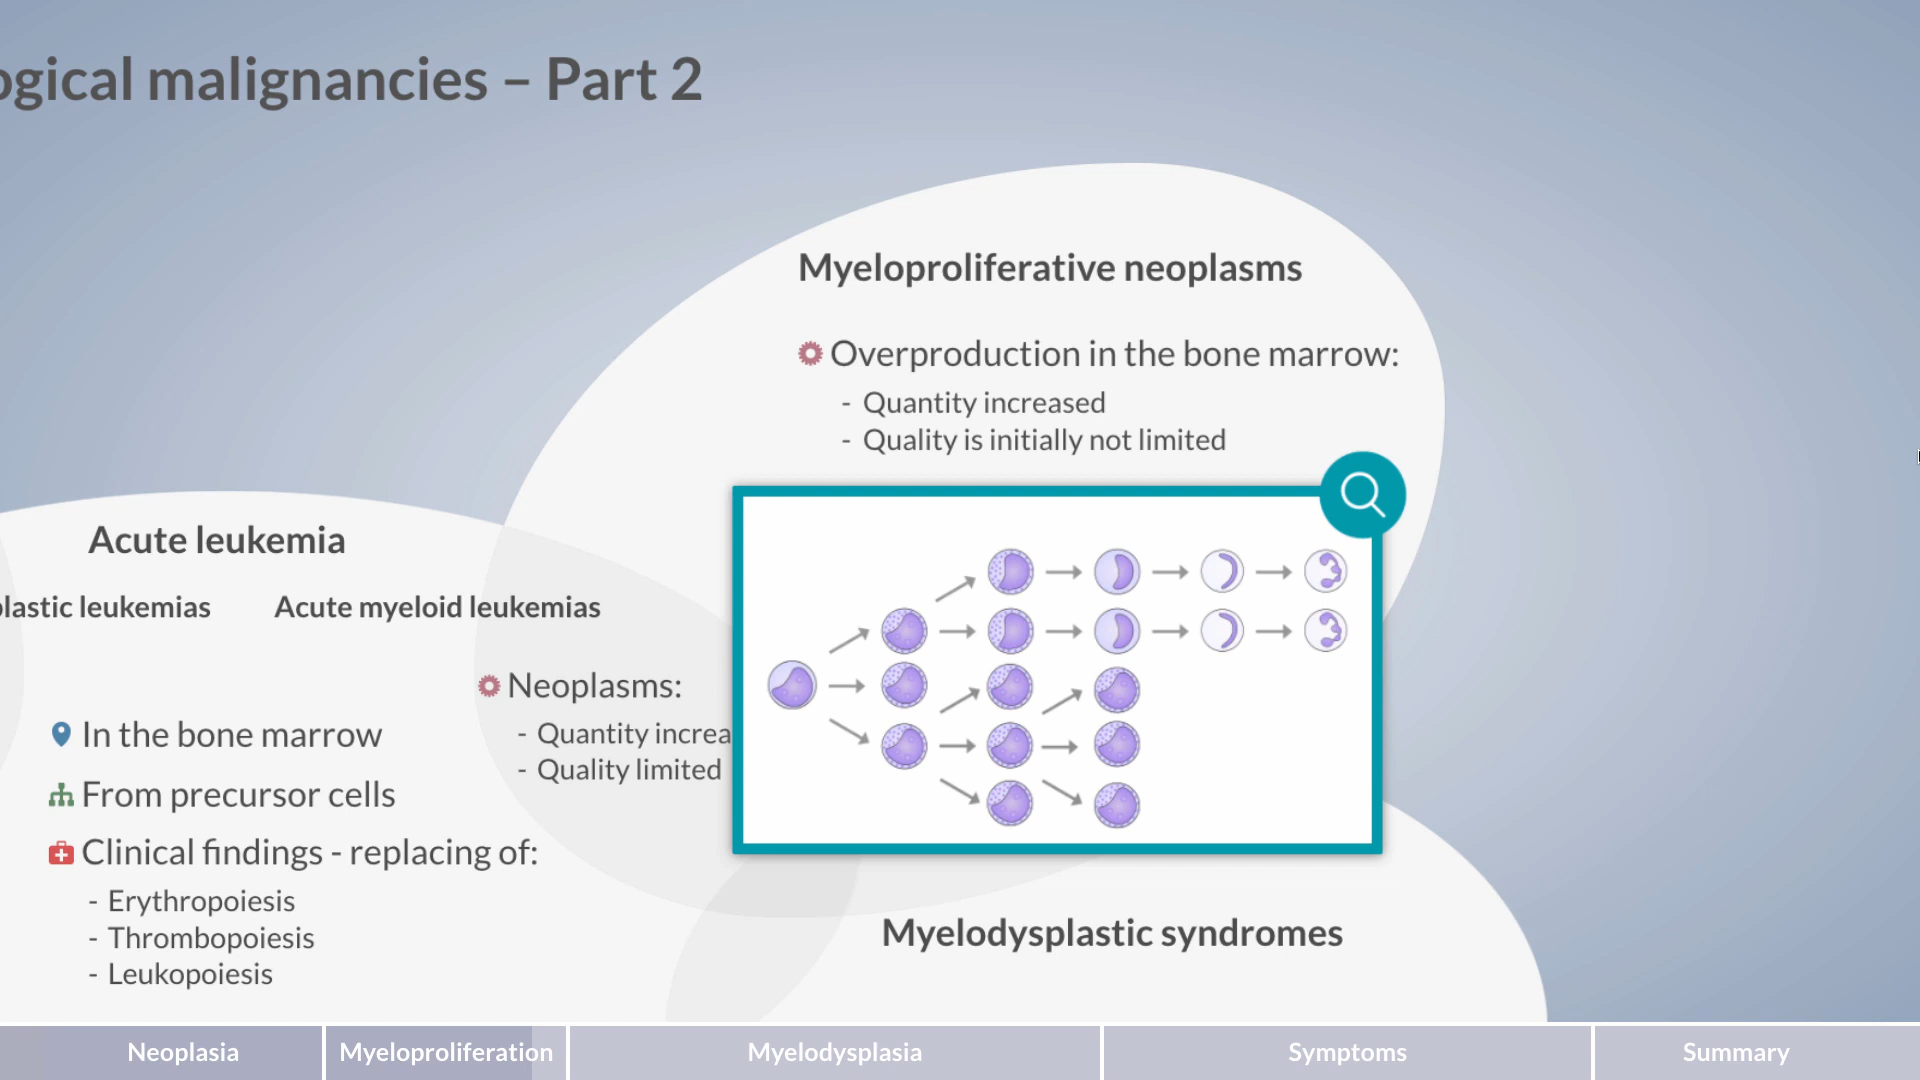 ogical malignancies – Part 2
Myeloproliferative neoplasms
Overproduction in the bone marrow:
- Quantity increased
- Quality is initially not limited
Acute leukemia
plastic leukemias
Acute myeloid leukemias
Neoplasms:
- Quantity increa
- Quality limited
In the bone marrow
From precursor cells
Clinical findings - replacing of:
- Erythropoiesis
- Thrombopoiesis
- Leukopoiesis
Myelodysplastic syndromes
Neoplasia
Myeloproliferation
Myelodysplasia
Symptoms
Summary